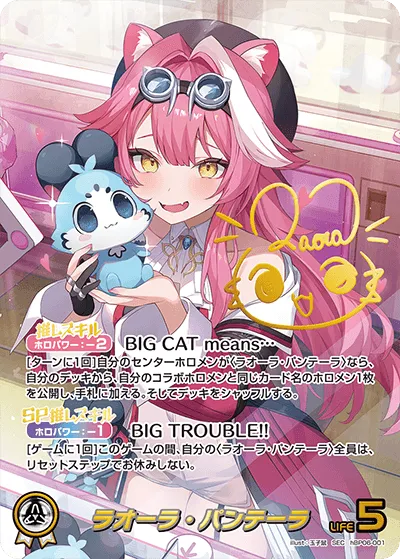 Raora
推しスキル
ホロパワー:-2
BIG CAT means…
[ターンに1回]自分のセンターホロメンが〈ラオーラ・パンテーラ〉なら、
自分のデッキから、自分のコラボホロメンと同じカード名のホロメン1枚
を公開し、手札に加える。そしてデッキをシャッフルする。
SP推しスキル
ホロパワー:-1
BIG TROUBLE!!
[ゲームに1回]このゲームの間、自分の〈ラオーラ・パンテーラ〉全員は、
リセットステップでお休みしない。
ラオーラ・パンテーラ
LIFE 5
illust:玉子鼠 SEC hBP06-001